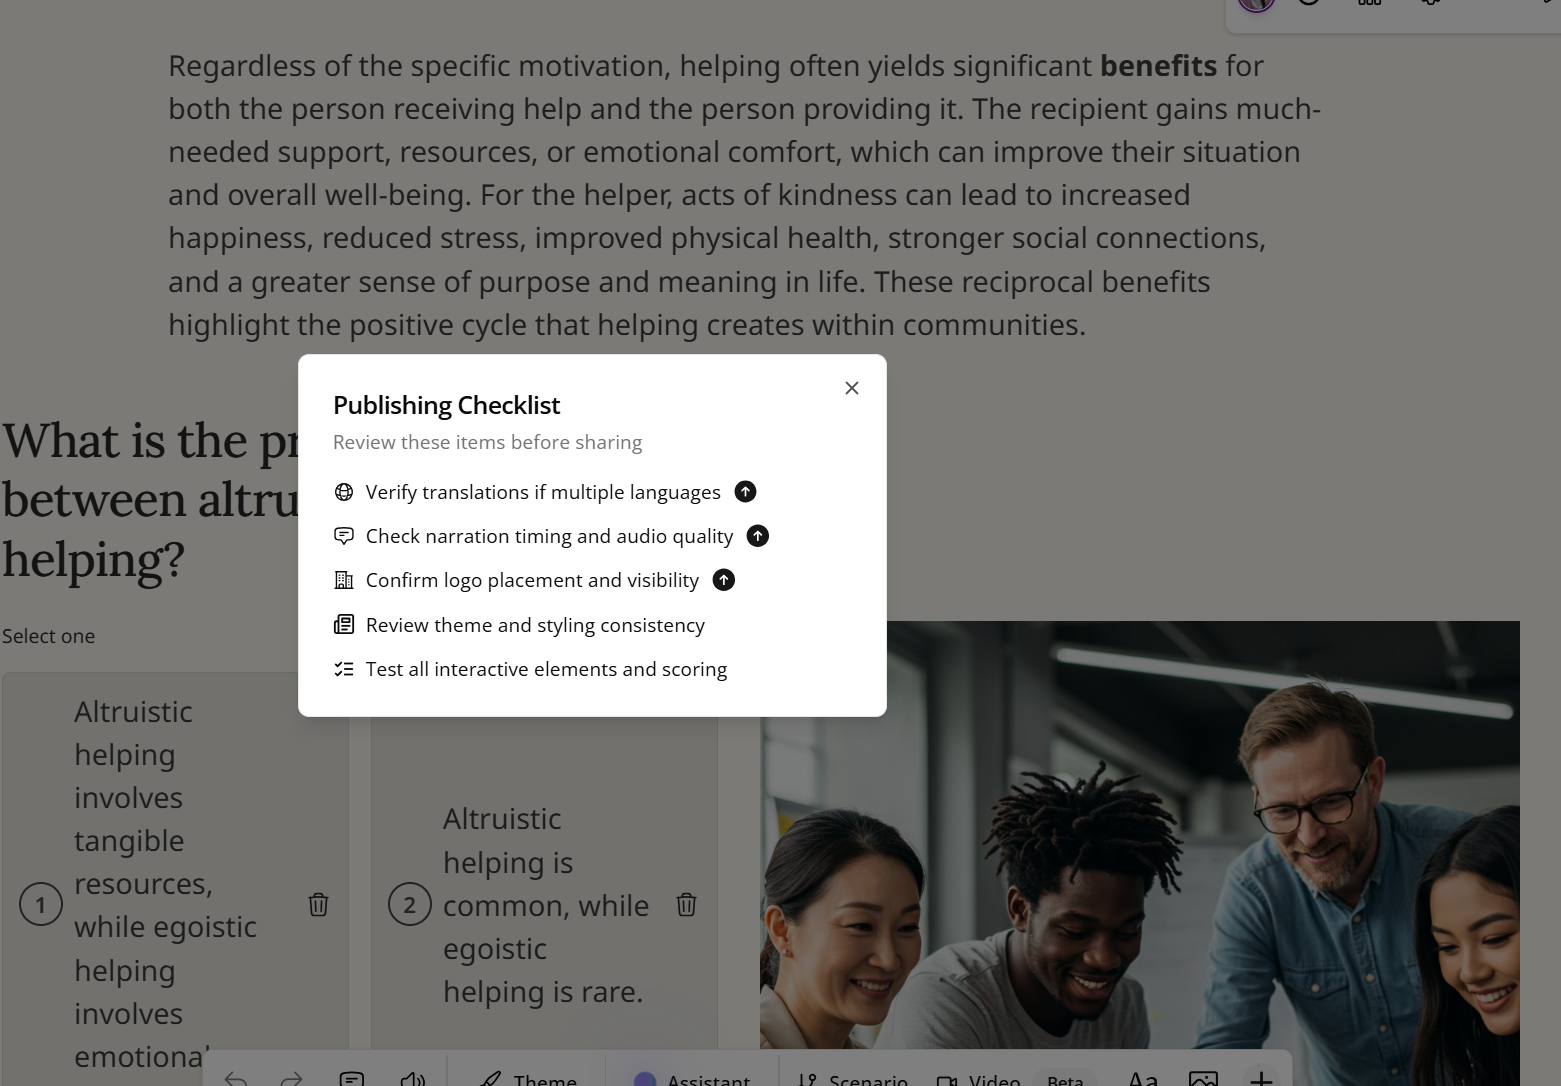 Regardless of the specific motivation, helping often yields significant benefits for
both the person receiving help and the person providing it. The recipient gains much-
needed support, resources, or emotional comfort, which can improve their situation
and overall well-being. For the helper, acts of kindness can lead to increased
happiness, reduced stress, improved physical health, stronger social connections,
and a greater sense of purpose and meaning in life. These reciprocal benefits
highlight the positive cycle that helping creates within communities.
Publishing Checklist
Review these items before sharing
Verify translations if multiple languages
Check narration timing and audio quality
Confirm logo placement and visibility
Review theme and styling consistency
Test all interactive elements and scoring
What is the
between
helping?
Select one
1
Altruistic
helping
involves
tangible
resources,
while egoistic
helping
involves
emotional
2
Altruistic
helping is
common, while
egoistic
helping is rare.
Theme
Assistant
Scenario
Video
Beta
Aa